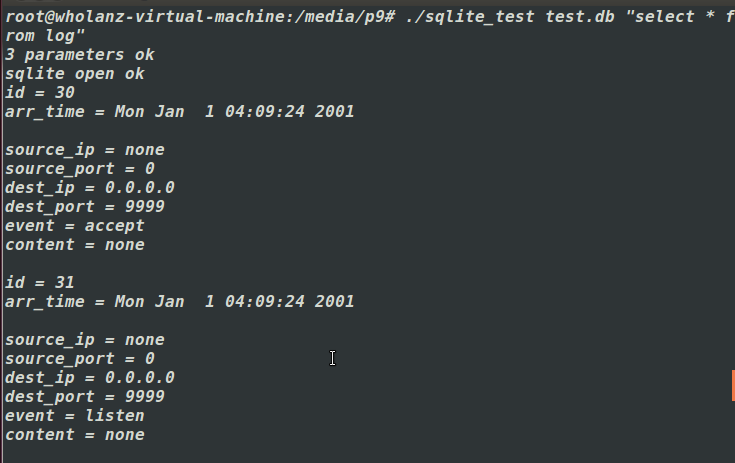 root@wholanz-virtual-machine:/media/p9# ./sqlite_test test.db "select * f
rom log"
3 parameters ok
sqlite open ok
id = 30
arr_time = Mon Jan  1 04:09:24 2001

source_ip = none
source_port = 0
dest_ip = 0.0.0.0
dest_port = 9999
event = accept
content = none

id = 31
arr_time = Mon Jan  1 04:09:24 2001

source_ip = none
source_port = 0
dest_ip = 0.0.0.0
dest_port = 9999
event = listen
content = none